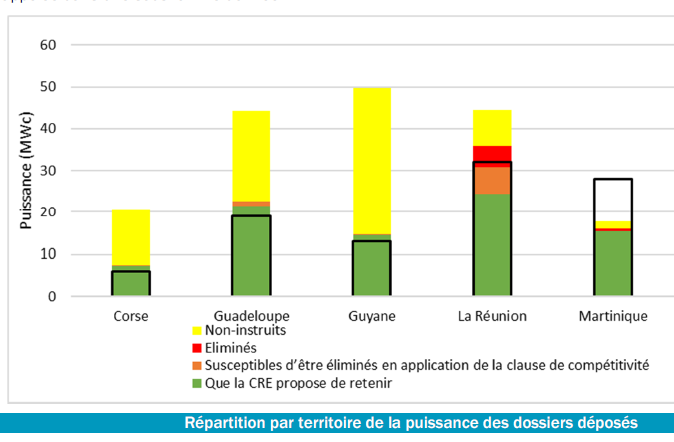 Puissance (MWc)
60
50
40
30
20
10
0
Corse Guadeloupe Guyane La Réunion Martinique
Non-instruits
Eliminés
Susceptibles d'être éliminés en application de la clause de compétitivité
Que la CRE propose de retenir
Répartition par territoire de la puissance des dossiers déposés